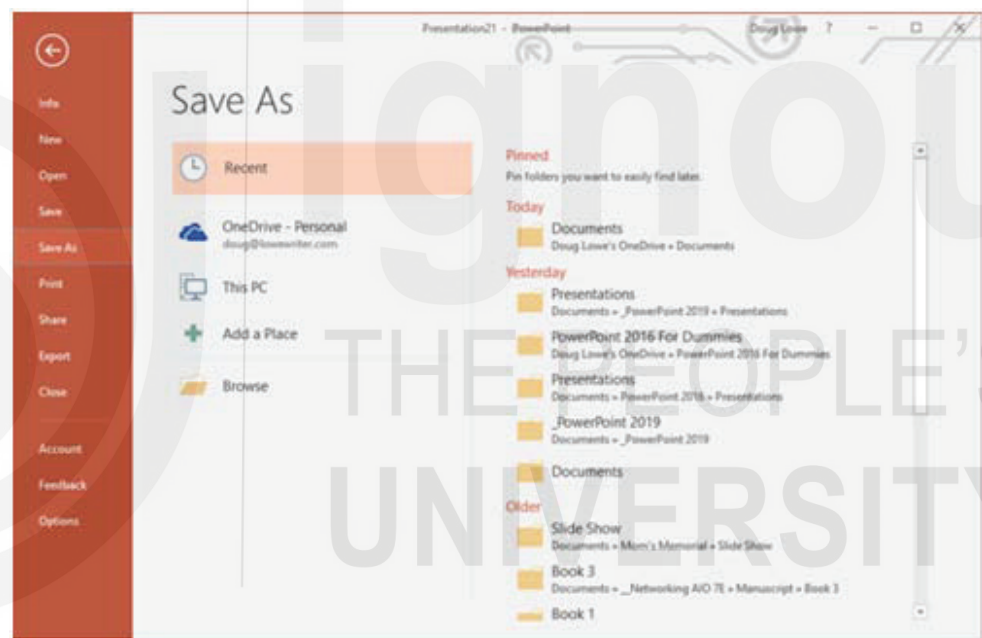 Presentation21 - PowerPoint
Doug Lowe ?
Info
New
Open
Save
Save As
Print
Share
Export
Close
Account
Feedback
Options
Save As
Recent
OneDrive - Personal
doug@lowewriter.com
This PC
Add a Place
Browse
Pinned
Pin folders you want to easily find later.
Today
Documents
Doug Lowe's OneDrive » Documents
Yesterday
Presentations
Documents » _PowerPoint 2019 » Presentations
PowerPoint 2016 For Dummies
Doug Lowe's OneDrive » PowerPoint 2016 For Dummies
Presentations
Documents » PowerPoint 2016 » Presentations
_PowerPoint 2019
Documents » _PowerPoint 2019
Documents
Older
Slide Show
Documents » Mom's Memorial » Slide Show
Book 3
Documents » __Networking AIO 7E » Manuscript » Book 3
Book 1
ignou
THE PEOPLE'S
UNIVERSITY